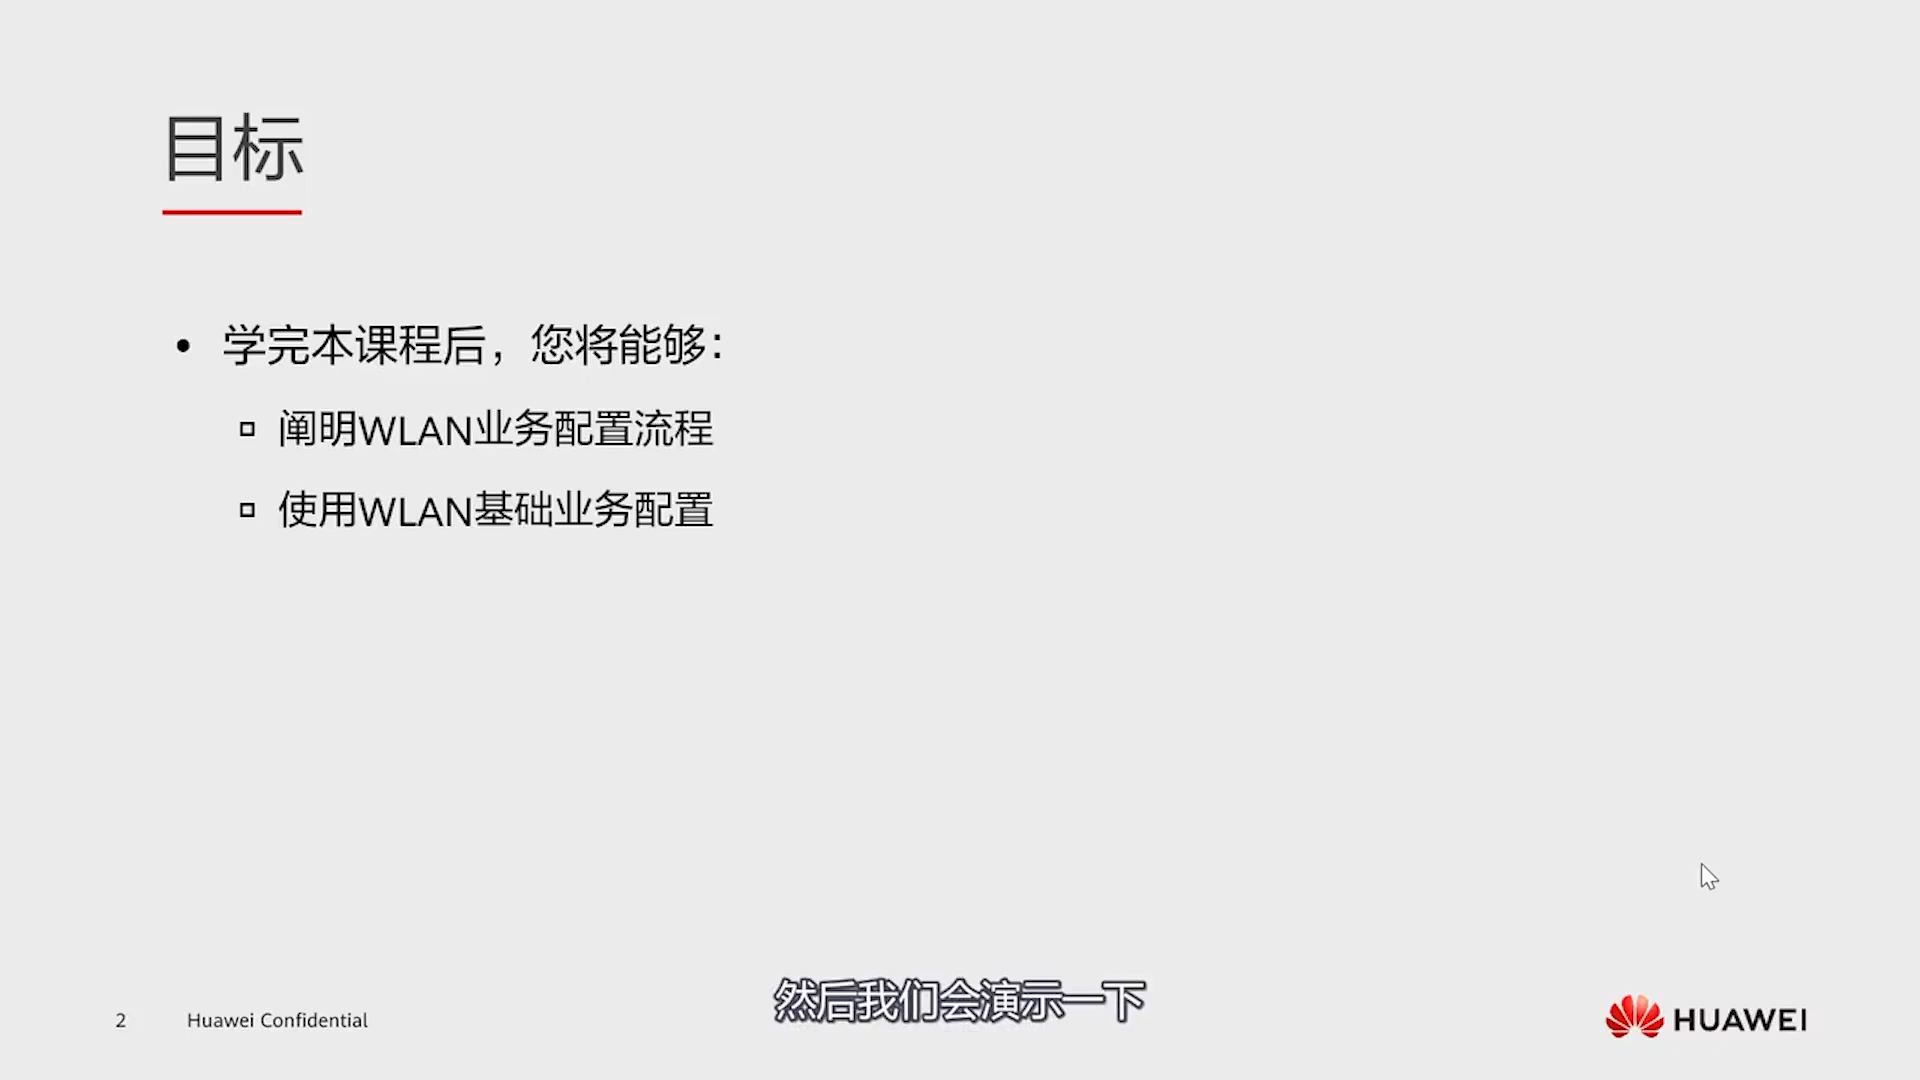 目标
• 学完本课程后，您将能够：
▫ 阐明WLAN业务配置流程
▫ 使用WLAN基础业务配置
然后我们会演示一下
2 Huawei Confidential
HUAWEI